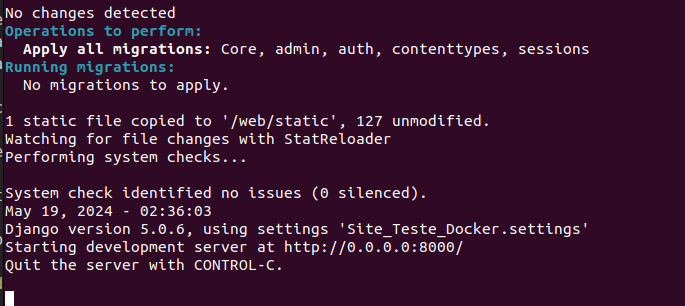 No changes detected
Operations to perform:
  Apply all migrations: Core, admin, auth, contenttypes, sessions
Running migrations:
  No migrations to apply.
1 static file copied to '/web/static', 127 unmodified.
Watching for file changes with StatReloader
Performing system checks...
System check identified no issues (0 silenced).
May 19, 2024 - 02:36:03
Django version 5.0.6, using settings 'Site_Teste_Docker.settings'
Starting development server at http://0.0.0.0:8000/
Quit the server with CONTROL-C.